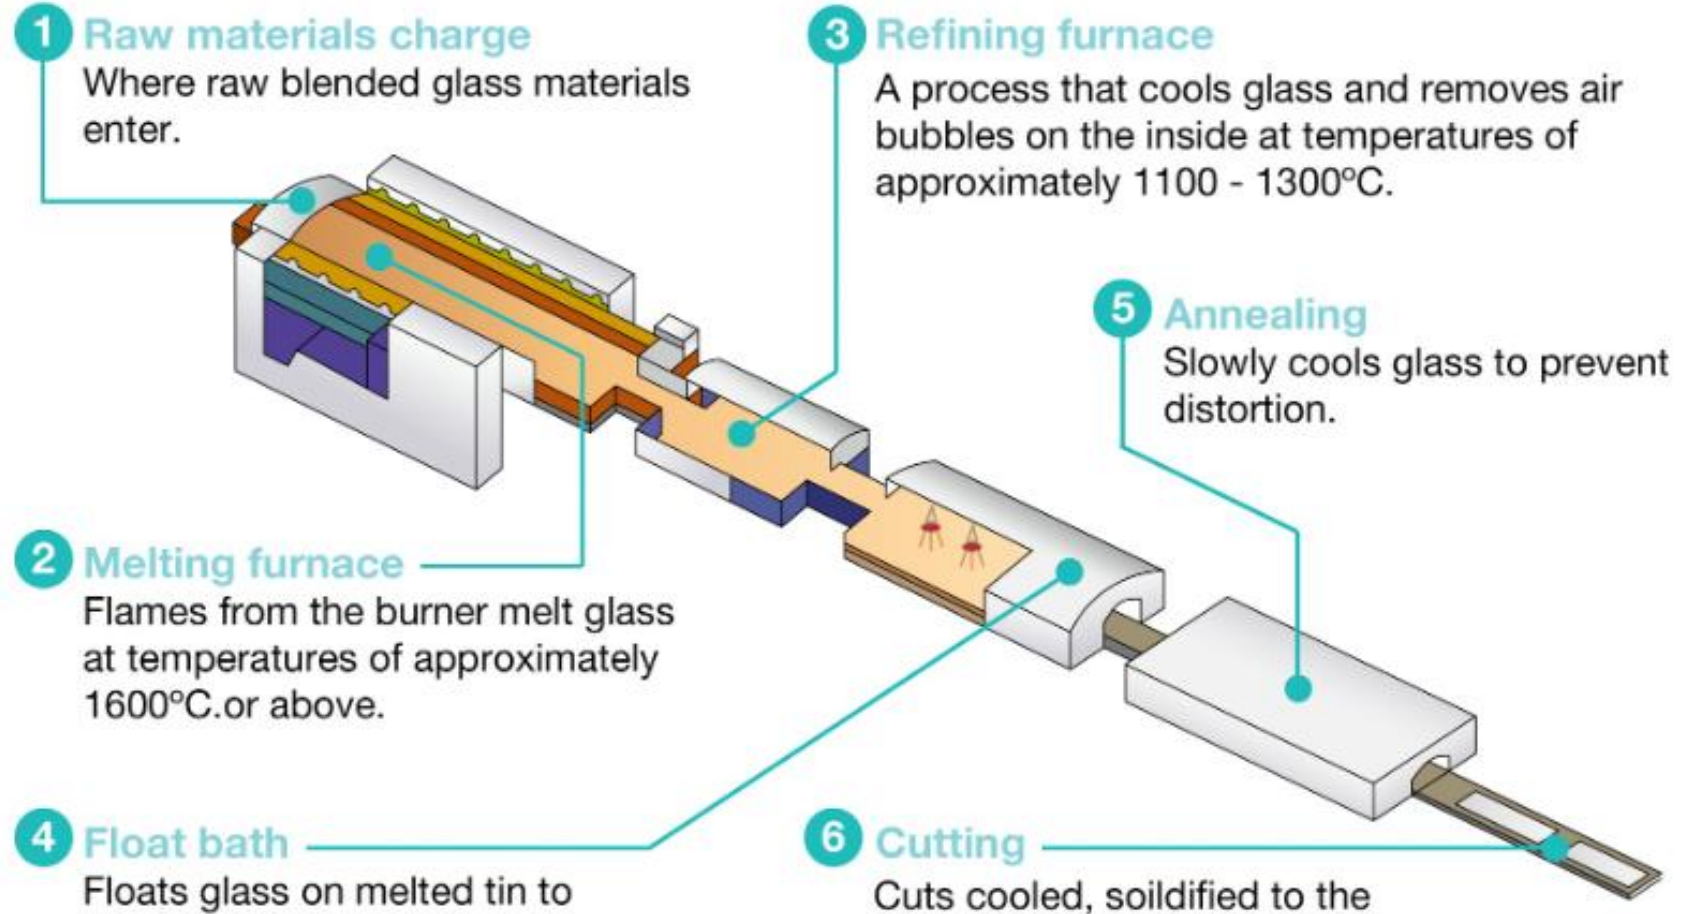 1 Raw materials charge
Where raw blended glass materials
enter.
2 Melting furnace
Flames from the burner melt glass
at temperatures of approximately
1600ºC.or above.
3 Refining furnace
A process that cools glass and removes air
bubbles on the inside at temperatures of
approximately 1100 - 1300ºC.
4 Float bath
Floats glass on melted tin to
5 Annealing
Slowly cools glass to prevent
distortion.
6 Cutting
Cuts cooled, soildified to the